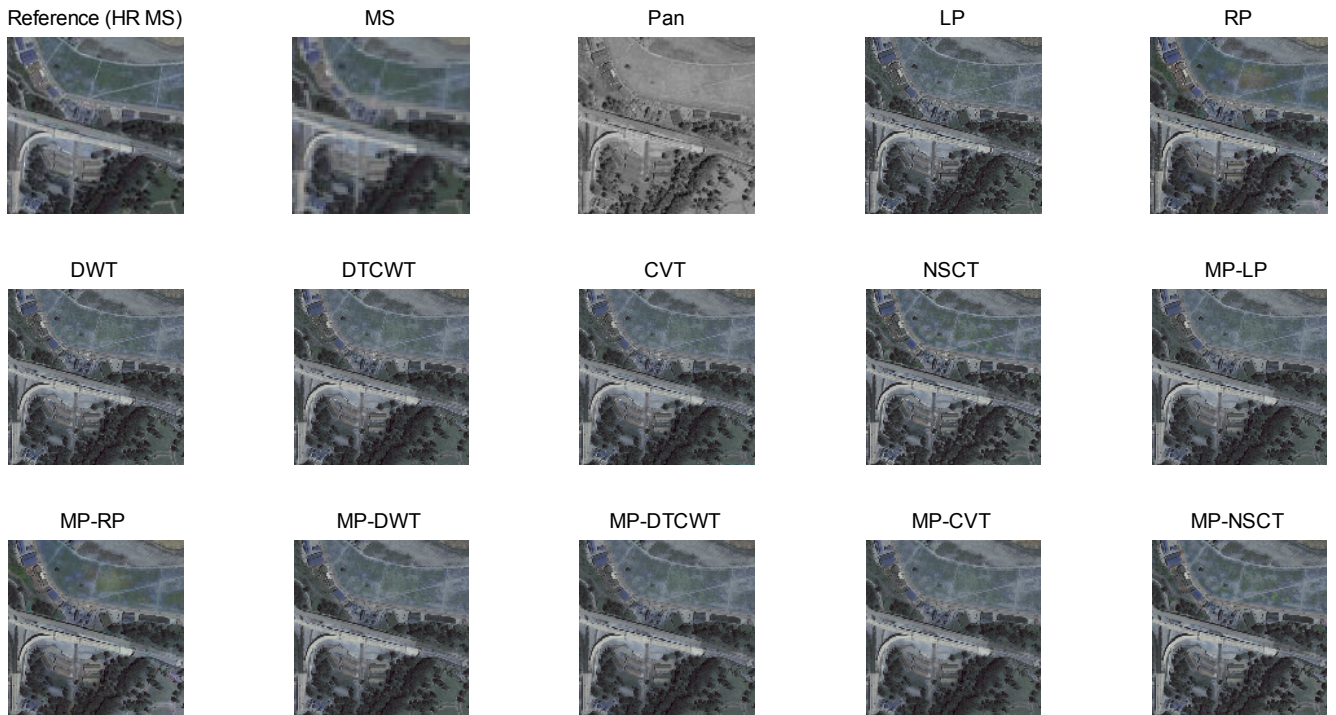 Reference (HR MS)
MS
Pan
LP
RP
DWT
DTCWT
CVT
NSCT
MP-LP
MP-RP
MP-DWT
MP-DTCWT
MP-CVT
MP-NSCT